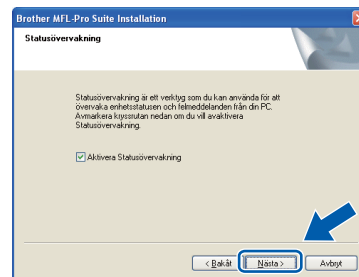 Brother MFL-Pro Suite Installation
Statusövervakning
Statusövervakning är ett verktyg som du kan använda för att
övervaka enhetsstatusen och felmeddelanden från din PC.
Avmarkera kryssrutan nedan om du vill avaktivera
Statusövervakning.
Aktivera Statusövervakning
< Bakåt Nästa > Avbryt